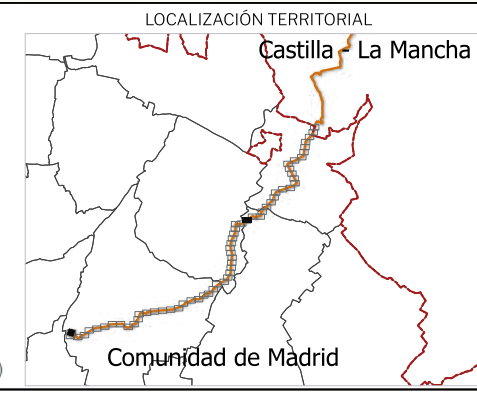 LOCALIZACIÓN TERRITORIAL
Castilla - La Mancha
Comunidad de Madrid